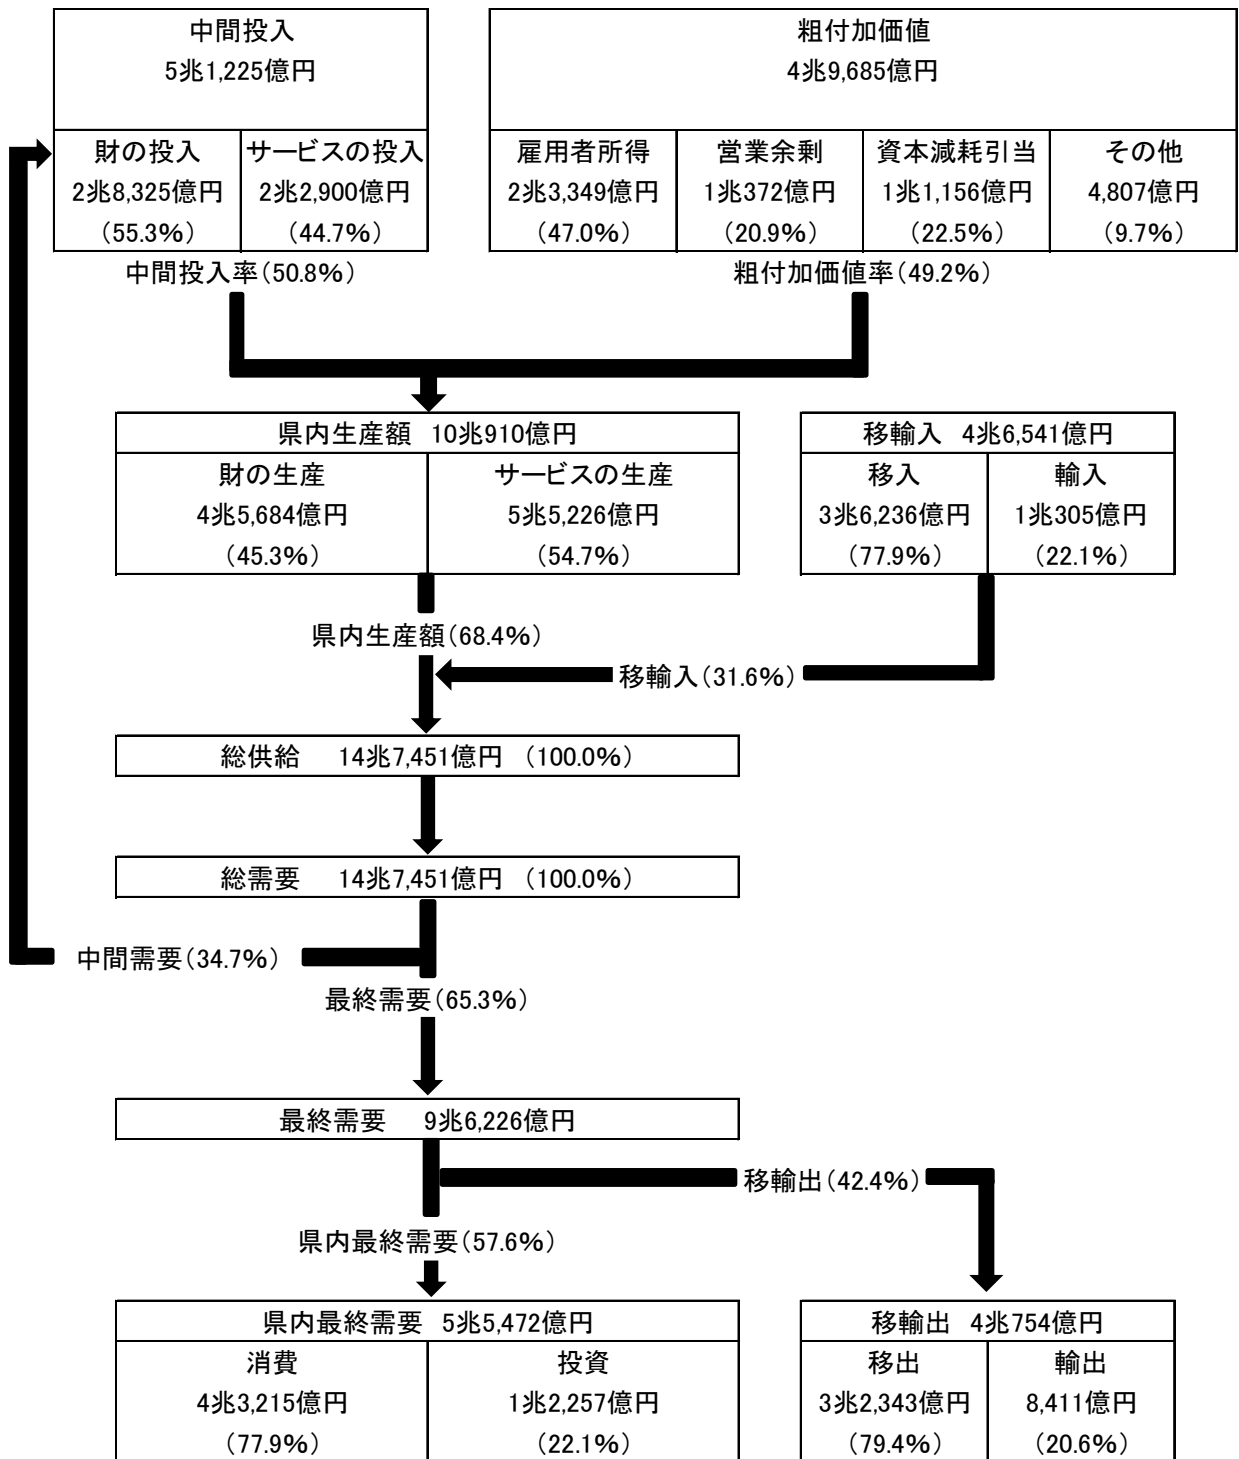 中間投入
5兆1,225億円
粗付加価値
4兆9,685億円
財の投入
2兆8,325億円
(55.3%)
サービスの投入
2兆2,900億円
(44.7%)
雇用者所得
2兆3,349億円
(47.0%)
営業余剰
1兆372億円
(20.9%)
資本減耗引当
1兆1,156億円
(22.5%)
その他
4,807億円
(9.7%)
中間投入率(50.8%)
粗付加価値率(49.2%)
県内生産額 10兆910億円
財の生産
4兆5,684億円
(45.3%)
サービスの生産
5兆5,226億円
(54.7%)
移輸入 4兆6,541億円
移入
3兆6,236億円
(77.9%)
輸入
1兆305億円
(22.1%)
県内生産額(68.4%)
移輸入(31.6%)
総供給 14兆7,451億円 (100.0%)
総需要 14兆7,451億円 (100.0%)
中間需要(34.7%)
最終需要(65.3%)
最終需要 9兆6,226億円
移輸出(42.4%)
県内最終需要(57.6%)
県内最終需要 5兆5,472億円
消費
4兆3,215億円
(77.9%)
投資
1兆2,257億円
(22.1%)
移輸出 4兆754億円
移出
3兆2,343億円
(79.4%)
輸出
8,411億円
(20.6%)